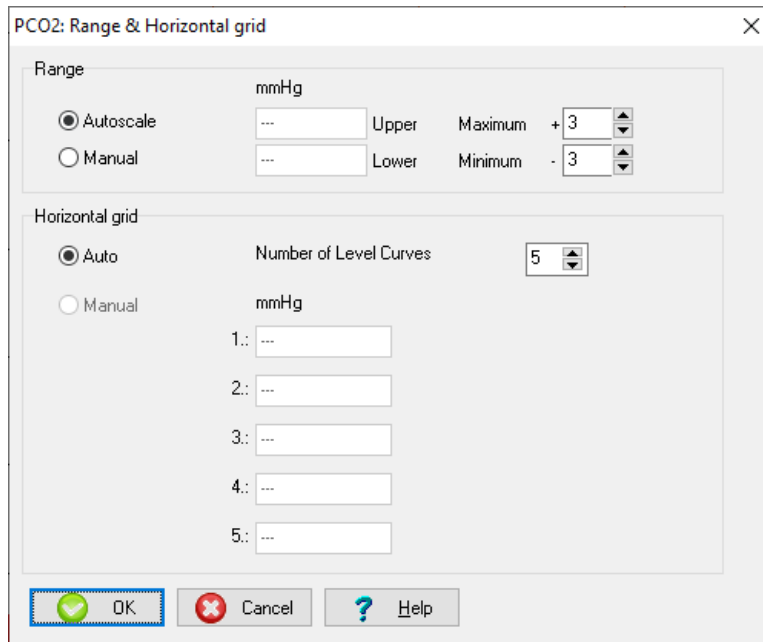 PCO2: Range & Horizontal grid
Range
mmHg
Autoscale --- Upper Maximum + 3
Manual --- Lower Minimum - 3
Horizontal grid
Auto Number of Level Curves 5
Manual mmHg
1.: ---
2.: ---
3.: ---
4.: ---
5.: ---
OK Cancel ? Help